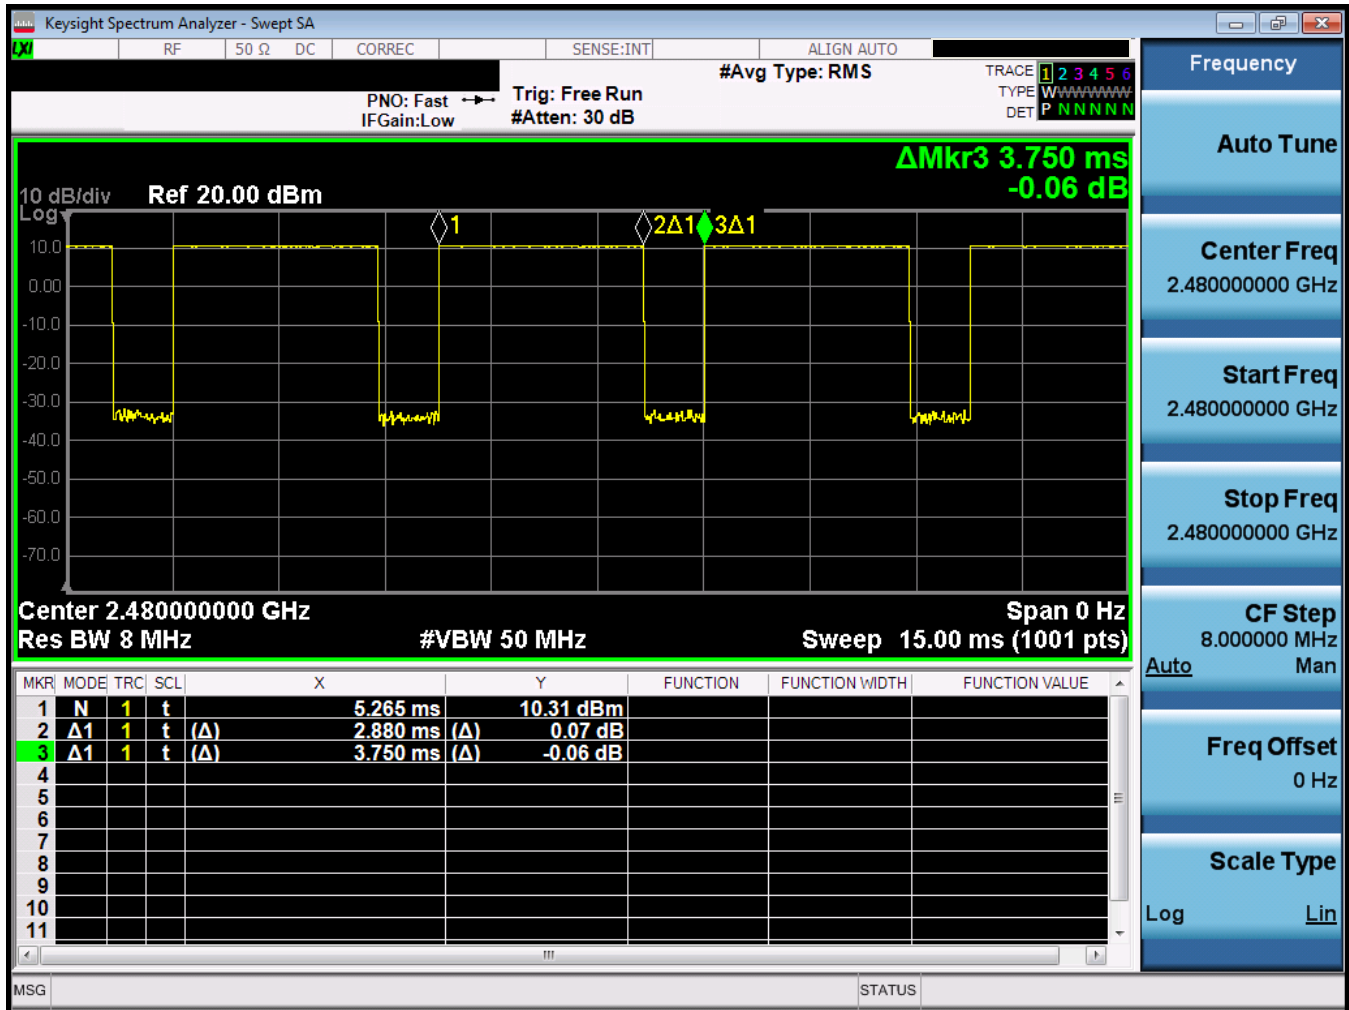 Keysight Spectrum Analyzer - Swept SA
LXI RF 50 Ω DC CORREC SENSE:INT ALIGN AUTO
#Avg Type: RMS
TRACE 1 2 3 4 5 6
TYPE WWWWWW
DET P N N N N N
PNO: Fast
IFGain:Low
Trig: Free Run
#Atten: 30 dB
ΔMkr3 3.750 ms
-0.06 dB
10 dB/div Ref 20.00 dBm
Log
1 2Δ1 3Δ1
10.0
0.00
-10.0
-20.0
-30.0
-40.0
-50.0
-60.0
-70.0
Center 2.480000000 GHz Span 0 Hz
Res BW 8 MHz #VBW 50 MHz Sweep 15.00 ms (1001 pts)
MKR MODE TRC SCL X Y FUNCTION FUNCTION WIDTH FUNCTION VALUE
1 N 1 t 5.265 ms 10.31 dBm
2 Δ1 1 t (Δ) 2.880 ms (Δ) 0.07 dB
3 Δ1 1 t (Δ) 3.750 ms (Δ) -0.06 dB
4
5
6
7
8
9
10
11
MSG STATUS
Frequency
Auto Tune
Center Freq
2.480000000 GHz
Start Freq
2.480000000 GHz
Stop Freq
2.480000000 GHz
CF Step
8.000000 MHz
Auto Man
Freq Offset
0 Hz
Scale Type
Log Lin